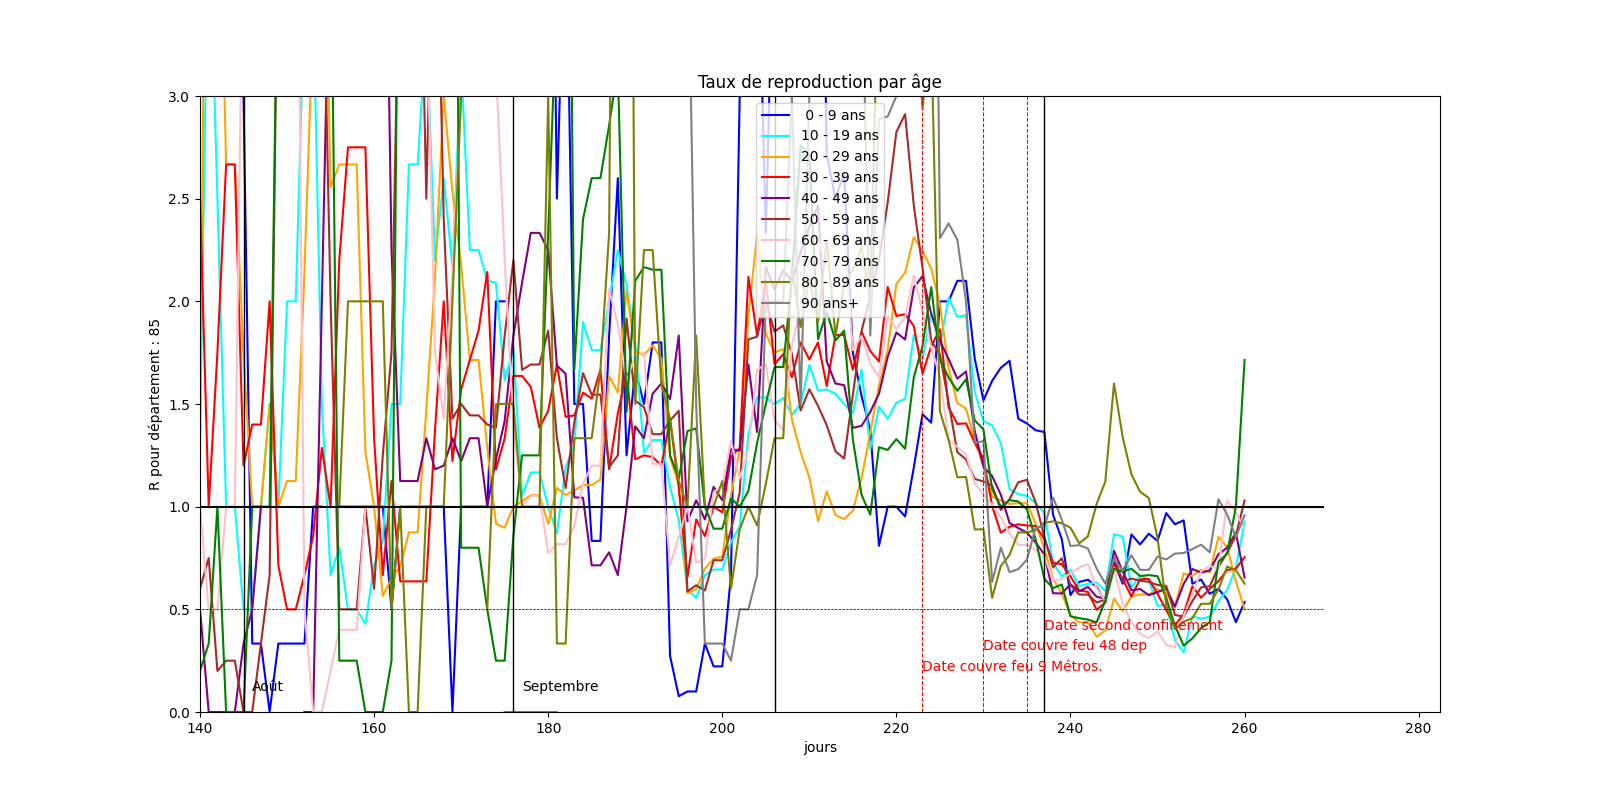 Taux de reproduction par âge
R pour département : 85
3.0
2.5
2.0
1.5
1.0
0.5
0.0
0 - 9 ans
10 - 19 ans
20 - 29 ans
30 - 39 ans
40 - 49 ans
50 - 59 ans
60 - 69 ans
70 - 79 ans
80 - 89 ans
90 ans+
Date second confinement
Date couvre feu 48 dep
Date couvre feu 9 Métros.
Août
Septembre
140
160
180
200
220
240
260
280
jours